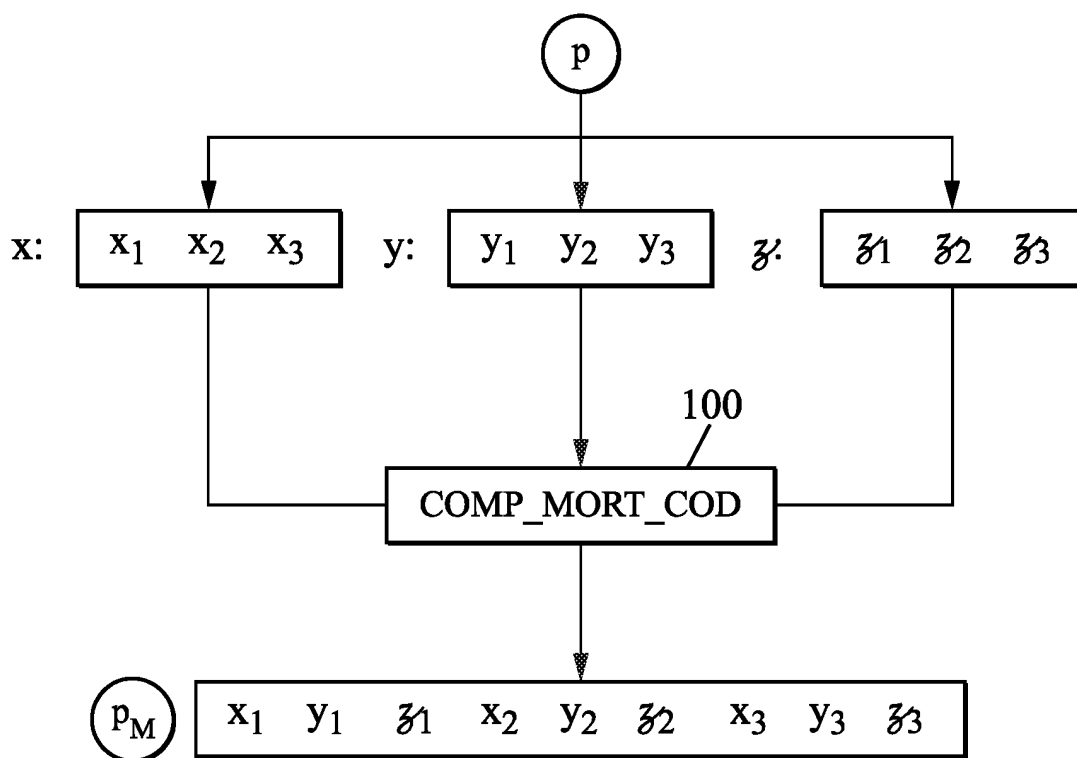 p
x: x₁ x₂ x₃ y: y₁ y₂ y₃ z: z₁ z₂ z₃
100
COMP_MORT_COD
p_M x₁ y₁ z₁ x₂ y₂ z₂ x₃ y₃ z₃